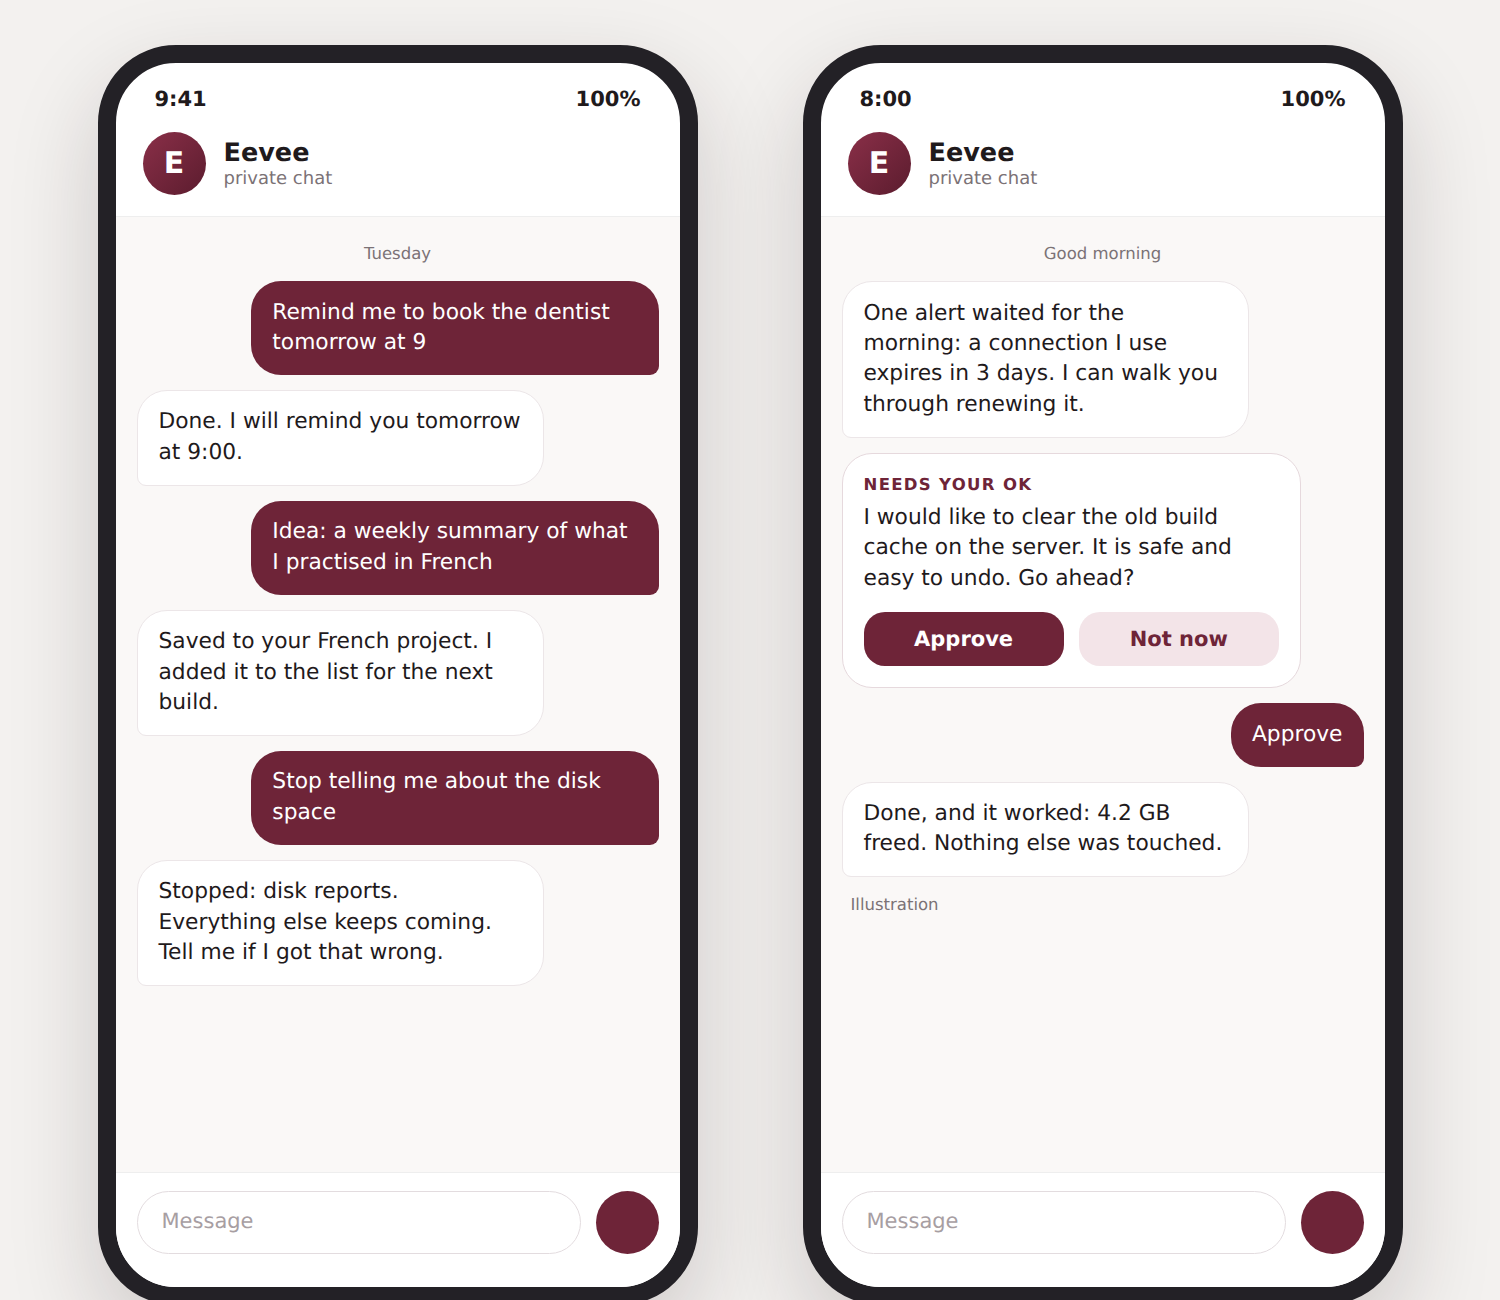 9:41 100%
E
Eevee
private chat
Tuesday
Remind me to book the dentist
tomorrow at 9
Done. I will remind you tomorrow
at 9:00.
Idea: a weekly summary of what
I practised in French
Saved to your French project. I
added it to the list for the next
build.
Stop telling me about the disk
space
Stopped: disk reports.
Everything else keeps coming.
Tell me if I got that wrong.
Message
8:00 100%
E
Eevee
private chat
Good morning
One alert waited for the
morning: a connection I use
expires in 3 days. I can walk you
through renewing it.
NEEDS YOUR OK
I would like to clear the old build
cache on the server. It is safe and
easy to undo. Go ahead?
Approve Not now
Approve
Done, and it worked: 4.2 GB
freed. Nothing else was touched.
Illustration
Message